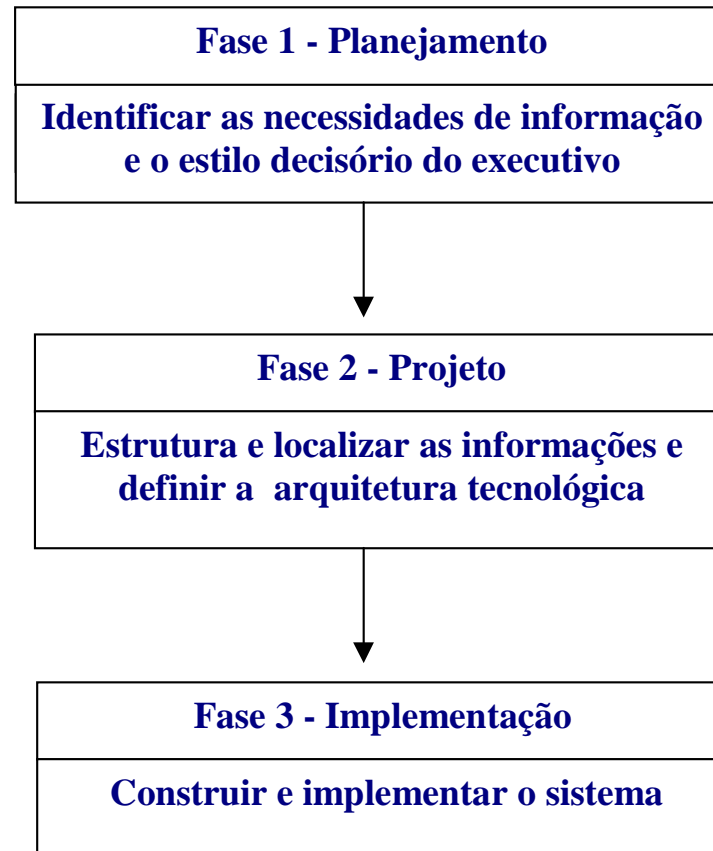 Fase 1 - Planejamento
Identificar as necessidades de informação
e o estilo decisório do executivo
Fase 2 - Projeto
Estrutura e localizar as informações e
definir a arquitetura tecnológica
Fase 3 - Implementação
Construir e implementar o sistema